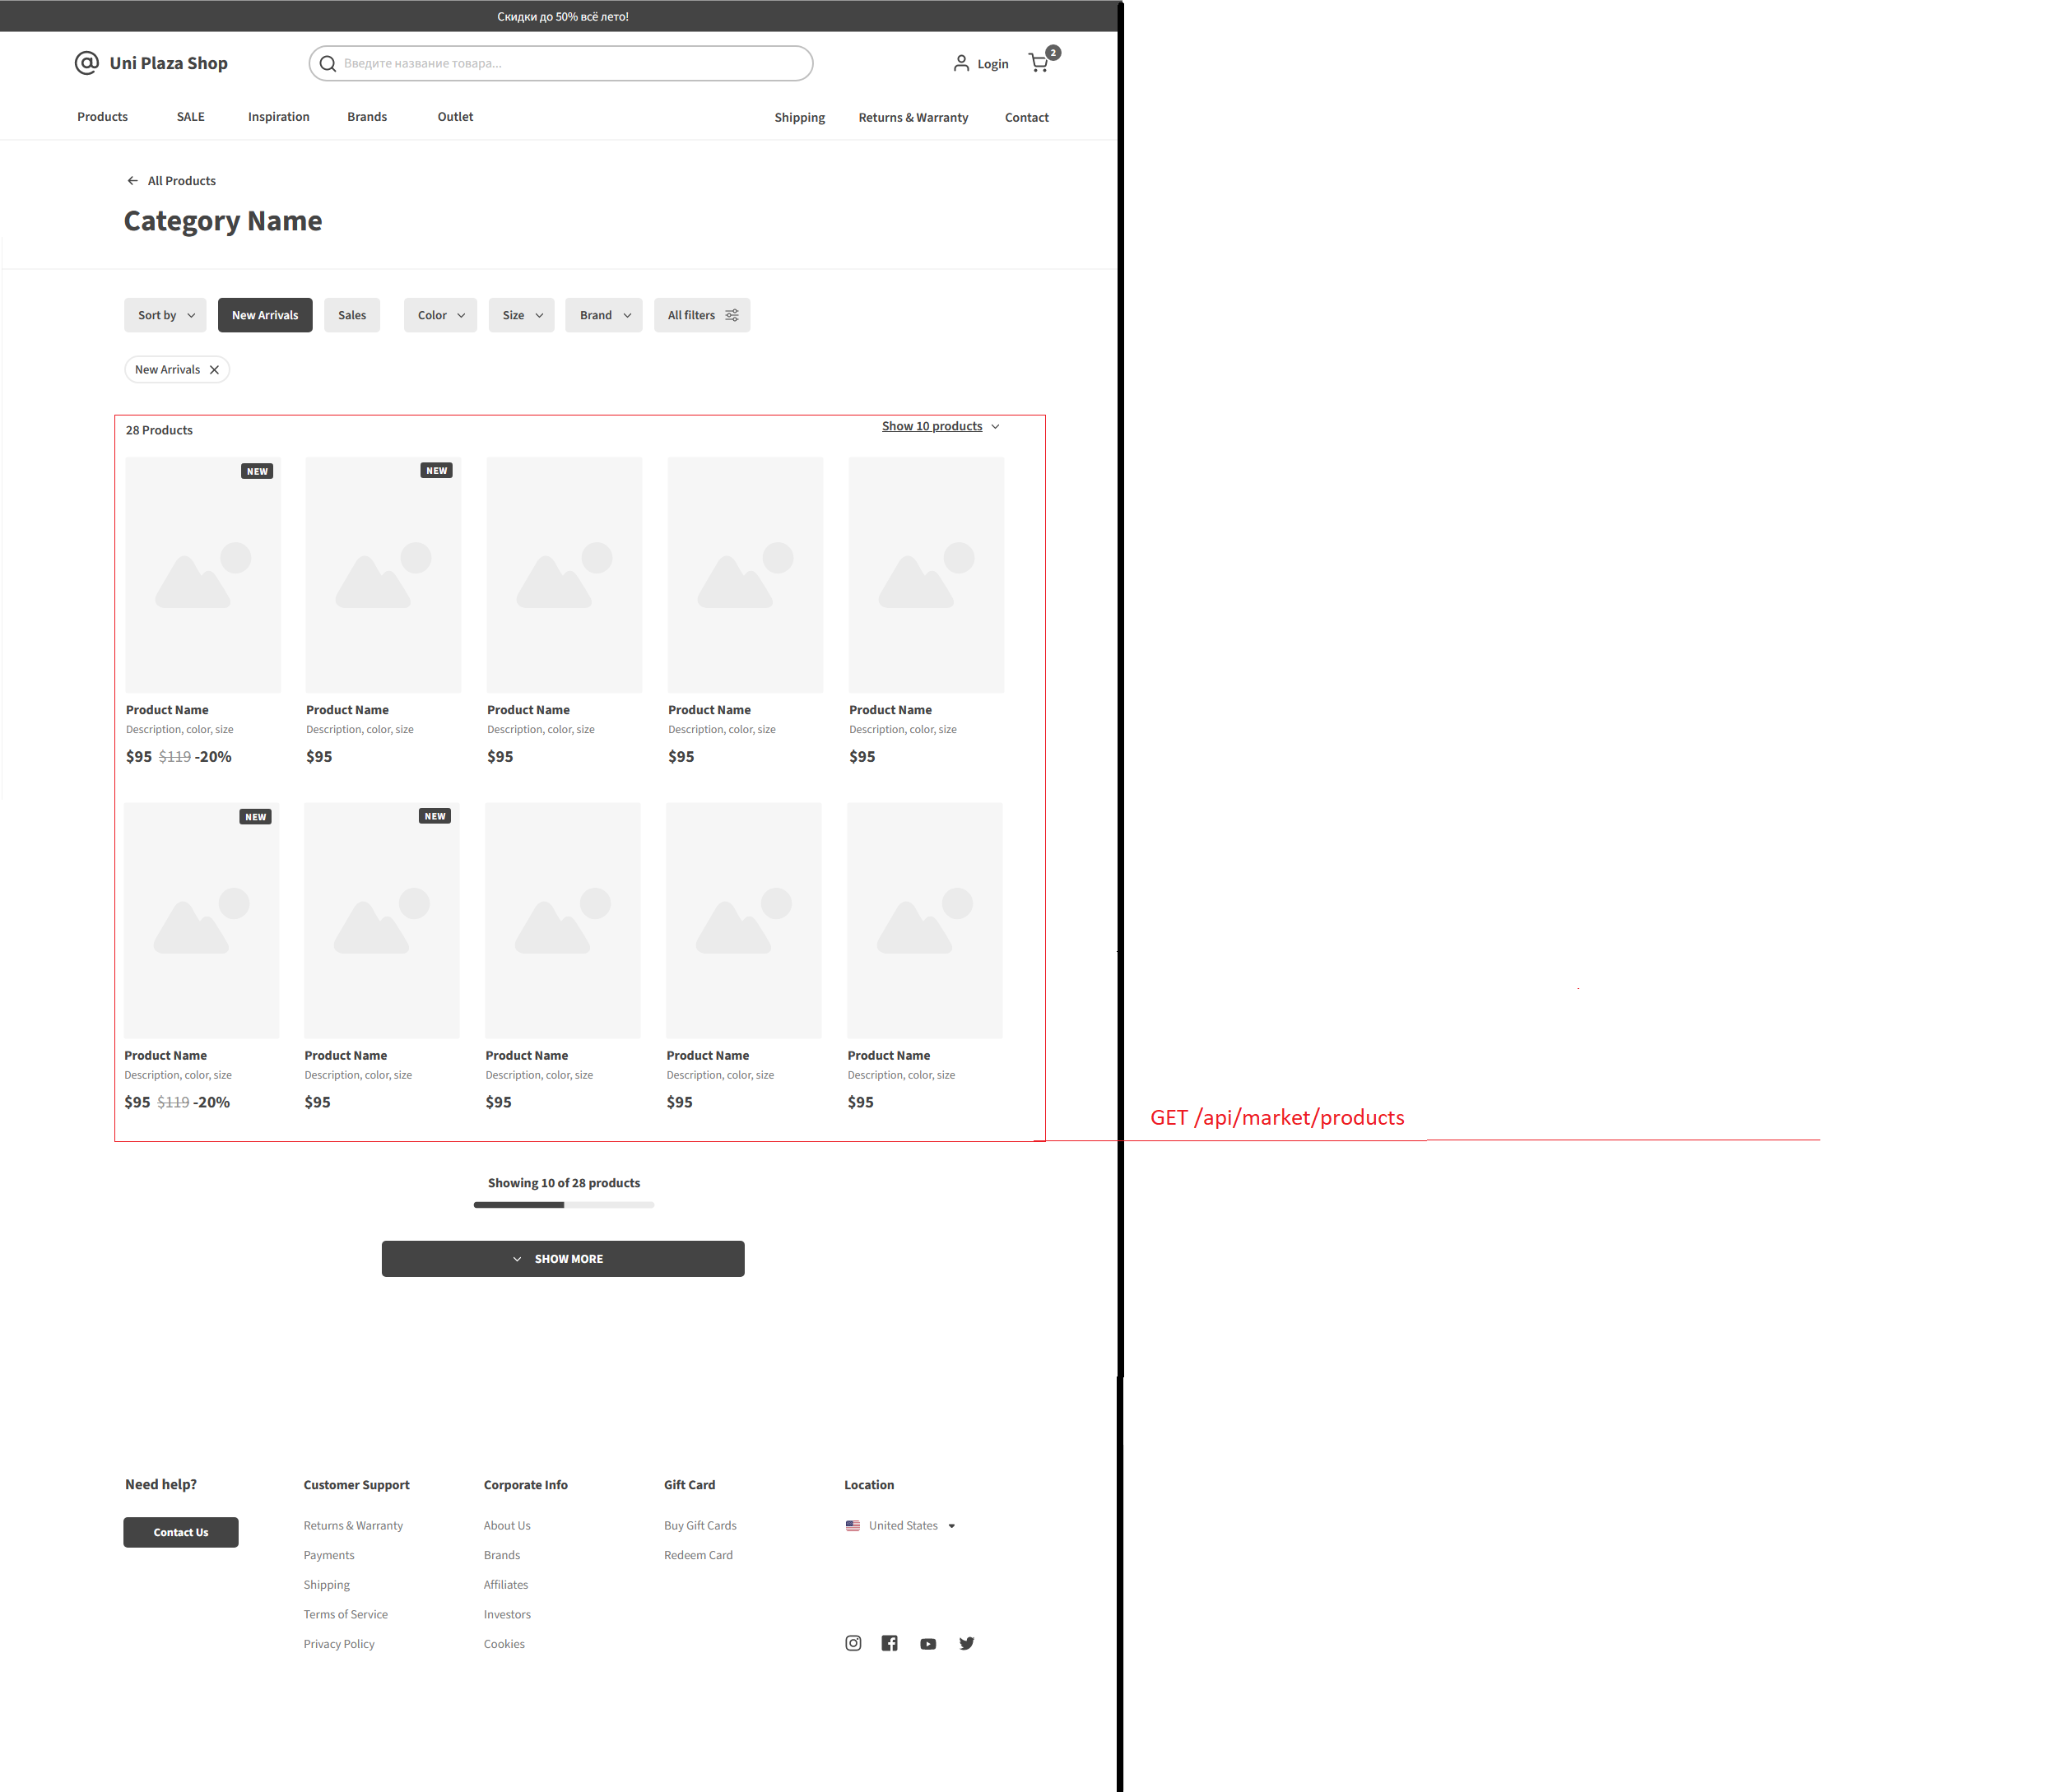 Скидки до 50% всё лето!
Uni Plaza Shop
Введите название товара...
Login
2
Products SALE Inspiration Brands Outlet Shipping Returns & Warranty Contact
All Products
Category Name
Sort by New Arrivals Sales Color Size Brand All filters
New Arrivals
28 Products Show 10 products
NEW NEW
Product Name Product Name Product Name Product Name Product Name
Description, color, size Description, color, size Description, color, size Description, color, size Description, color, size
$95 $119 -20% $95 $95 $95 $95
NEW NEW
Product Name Product Name Product Name Product Name Product Name
Description, color, size Description, color, size Description, color, size Description, color, size Description, color, size
$95 $119 -20% $95 $95 $95 $95
GET /api/market/products
Showing 10 of 28 products
SHOW MORE
Need help?
Contact Us
Customer Support
Returns & Warranty
Payments
Shipping
Terms of Service
Privacy Policy
Corporate Info
About Us
Brands
Affiliates
Investors
Cookies
Gift Card
Buy Gift Cards
Redeem Card
Location
United States